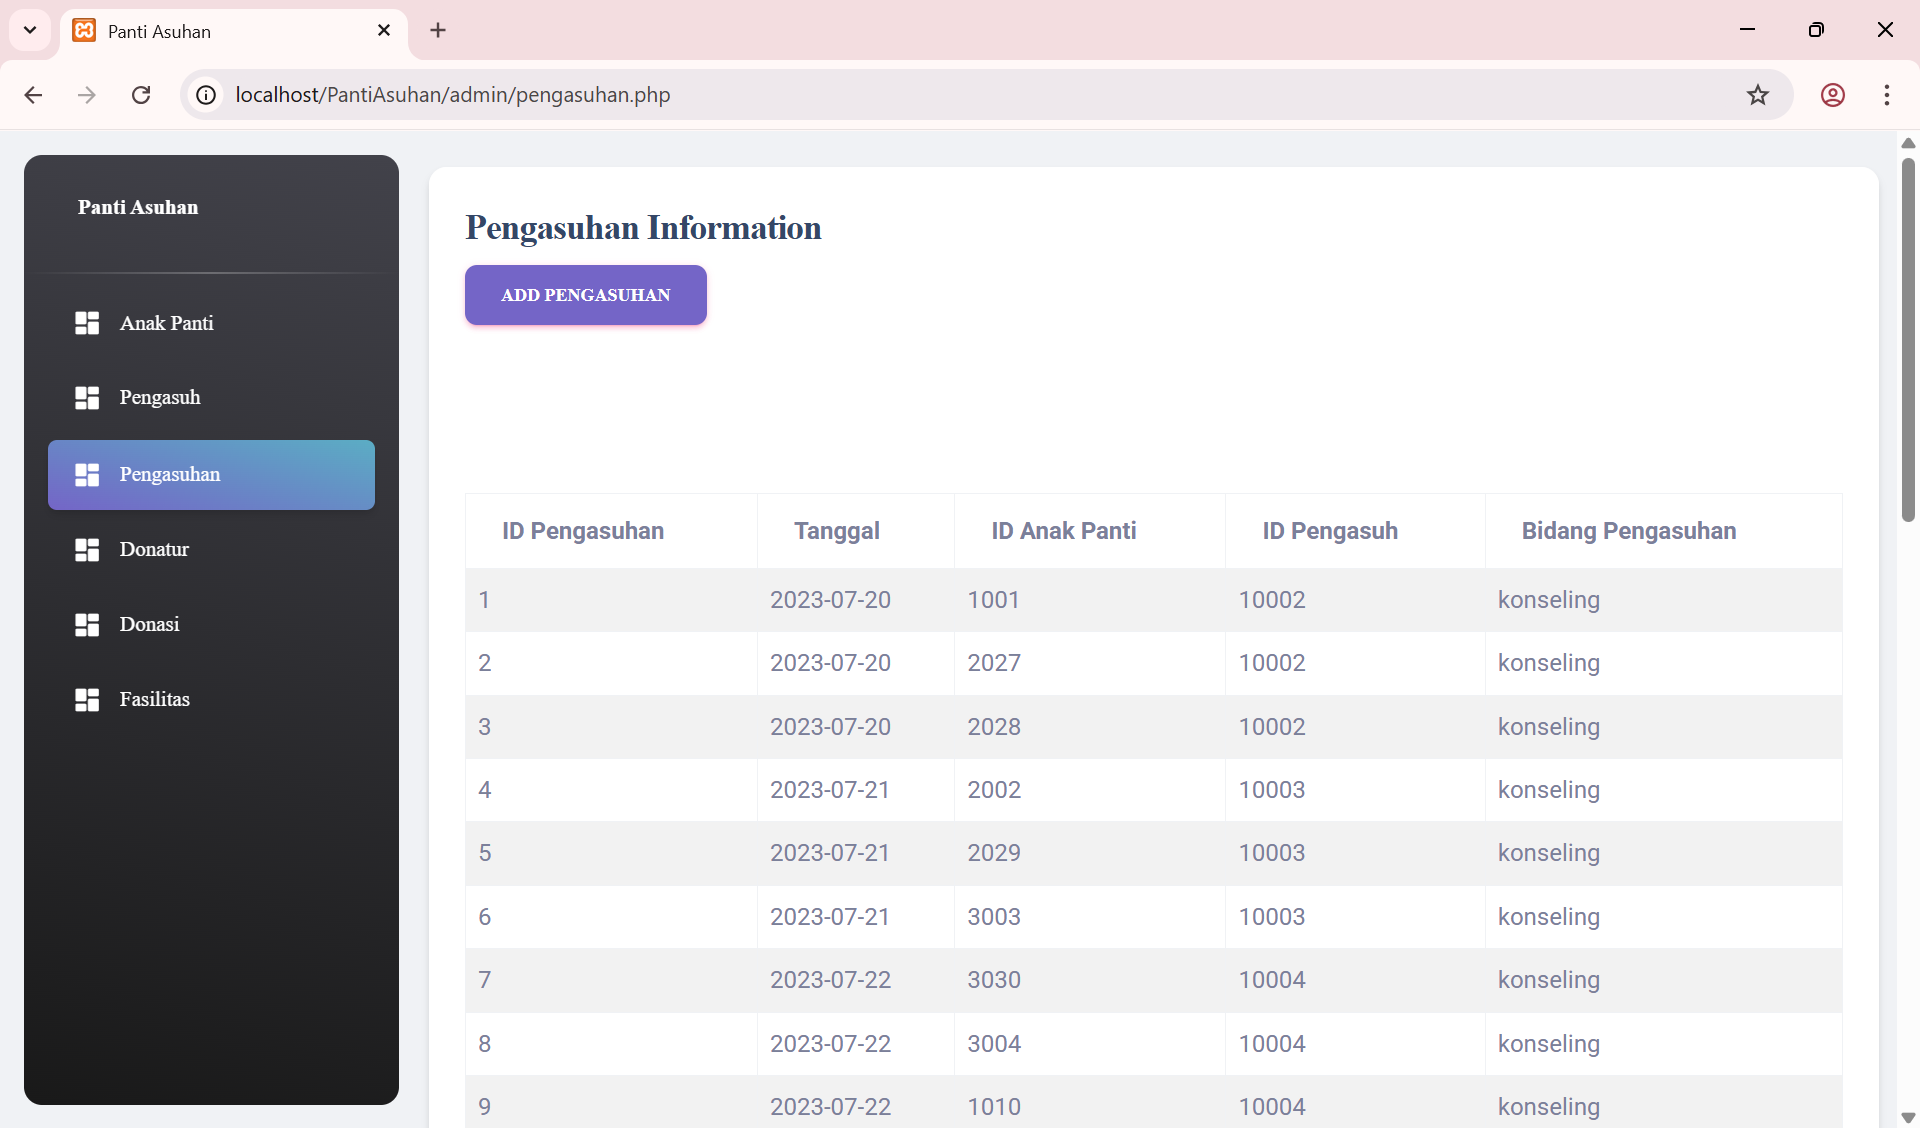 Panti Asuhan
localhost/PantiAsuhan/admin/pengasuhan.php
Panti Asuhan
Anak Panti
Pengasuh
Pengasuhan
Donatur
Donasi
Fasilitas
Pengasuhan Information
ADD PENGASUHAN
ID Pengasuhan Tanggal ID Anak Panti ID Pengasuh Bidang Pengasuhan
1 2023-07-20 1001 10002 konseling
2 2023-07-20 2027 10002 konseling
3 2023-07-20 2028 10002 konseling
4 2023-07-21 2002 10003 konseling
5 2023-07-21 2029 10003 konseling
6 2023-07-21 3003 10003 konseling
7 2023-07-22 3030 10004 konseling
8 2023-07-22 3004 10004 konseling
9 2023-07-22 1010 10004 konseling